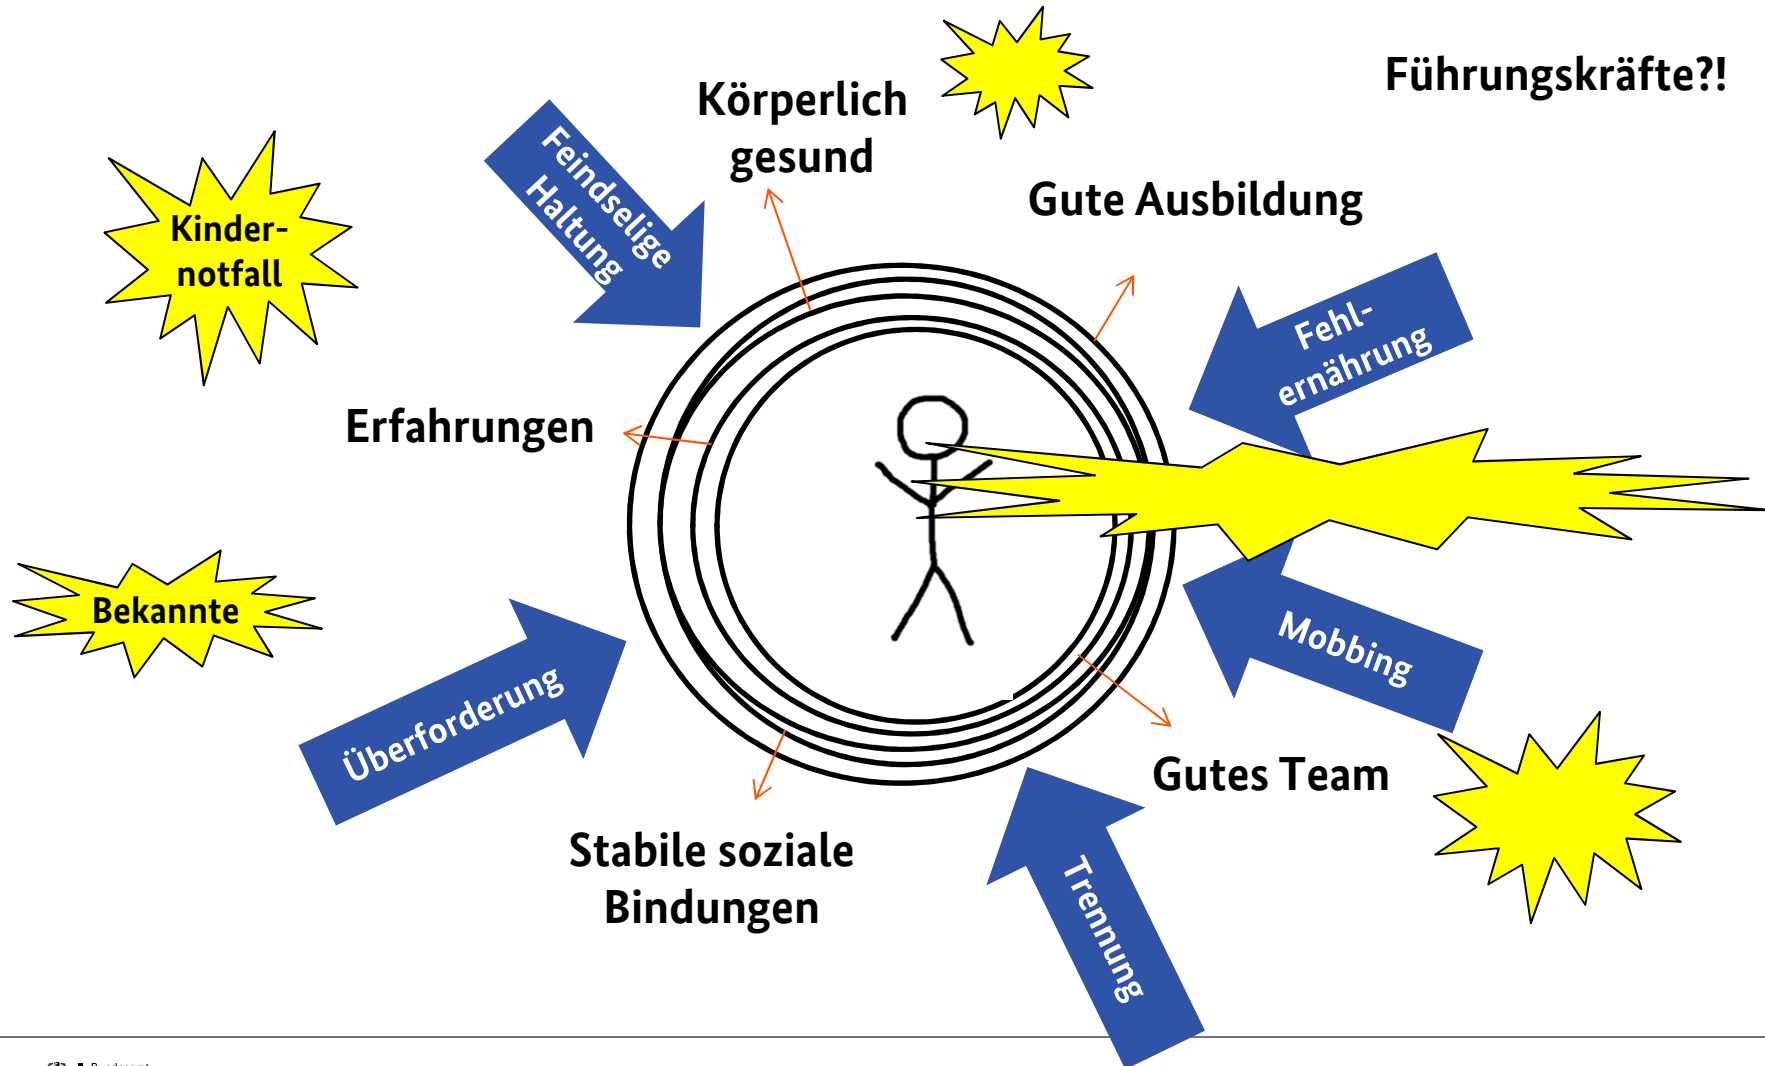 Führungskräfte?!
Körperlich
gesund
Feindselige
Haltung
Gute Ausbildung
Kinder-
notfall
Fehl-
ernährung
Erfahrungen
Bekannte
Mobbing
Überforderung
Gutes Team
Stabile soziale
Bindungen
Trennung